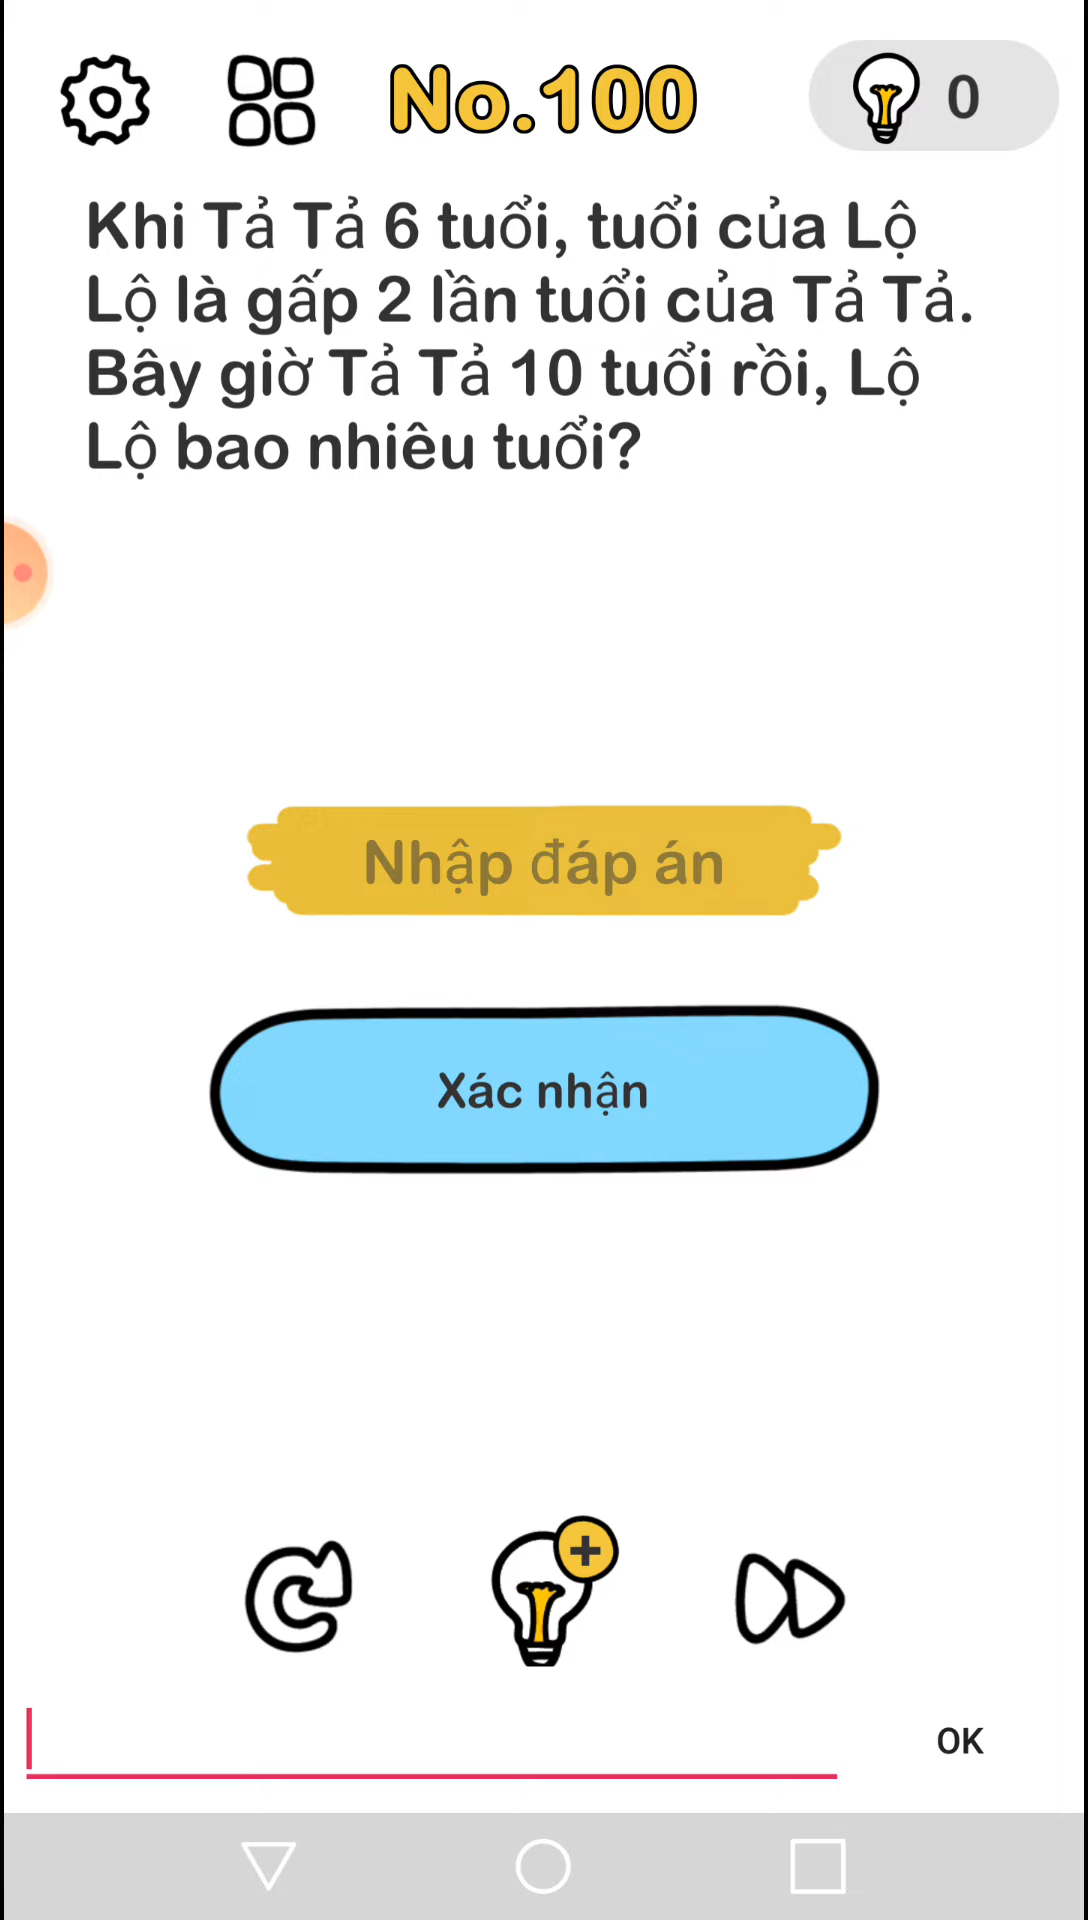 No.100
0
Khi Tả Tả 6 tuổi, tuổi của Lộ
Lộ là gấp 2 lần tuổi của Tả Tả.
Bây giờ Tả Tả 10 tuổi rồi, Lộ
Lộ bao nhiêu tuổi?
Nhập đáp án
Xác nhận
OK